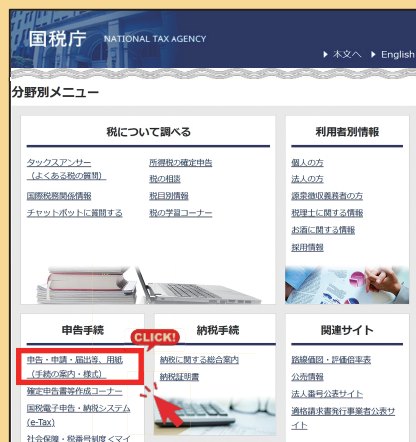 国税庁 NATIONAL TAX AGENCY
本文へ English
分野別メニュー
税について調べる
タックスアンサー
（よくある税の質問）
国際税務関係情報
チャットボットに質問する
所得税の確定申告
税の相談
税目別情報
税の学習コーナー
利用者別情報
個人の方
法人の方
源泉徴収義務者の方
税理士に関する情報
お酒に関する情報
採用情報
申告手続
申告・申請・届出等、用紙
（手続の案内・様式）
確定申告書等作成コーナー
国税電子申告・納税システム
(e-Tax)
社会保障・税番号制度<マイ
CLICK!
納税手続
納税に関する総合案内
納税証明書
関連サイト
路線価図・評価倍率表
公売情報
法人番号公表サイト
適格請求書発行事業者公表サ
イト